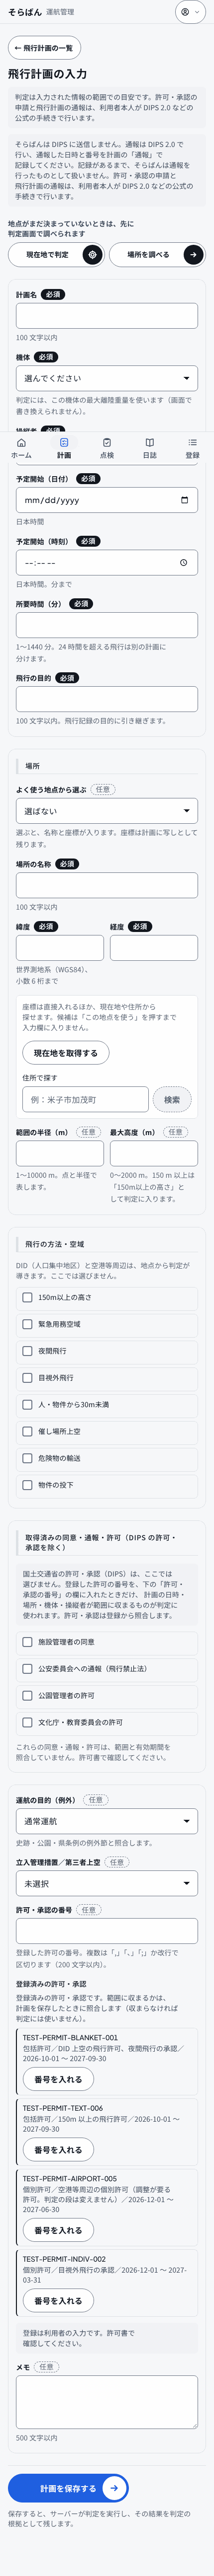 そらばん 運航管理
← 飛行計画の一覧
飛行計画の入力
判定は入力された情報の範囲での目安です。許可・承認の
申請と飛行計画の通報は、利用者本人が DIPS 2.0 などの
公式の手続きで行います。
そらばんは DIPS に送信しません。通報は DIPS 2.0 で
行い、通報した日時と番号を計画の「通報」で
記録してください。記録があるまで、そらばんは通報を
行ったものとして扱いません。許可・承認の申請と
飛行計画の通報は、利用者本人が DIPS 2.0 などの公式の
手続きで行います。
地点がまだ決まっていないときは、先に
判定画面で調べられます
現在地で判定
場所を調べる
計画名 必須
100 文字以内
機体 必須
選んでください
判定には、この機体の最大離陸重量を使います（画面で
書き換えられません）。
ホーム
計画
点検
日誌
登録
予定開始（日付） 必須
mm/dd/yyyy
日本時間
予定開始（時刻） 必須
--:-- --
日本時間、分まで
所要時間（分） 必須
1〜1440 分。24 時間を超える飛行は別の計画に
分けます。
飛行の目的 必須
100 文字以内。飛行記録の目的に引き継ぎます。
場所
よく使う地点から選ぶ 任意
選ばない
選ぶと、名称と座標が入ります。座標は計画に写しとして
残ります。
場所の名称 必須
100 文字以内
緯度 必須
経度 必須
世界測地系（WGS84）、
小数 6 桁まで
座標は直接入れるほか、現在地や住所から
探せます。候補は「この地点を使う」を押すまで
入力欄に入りません。
現在地を取得する
住所で探す
例：米子市加茂町
検索
範囲の半径（m） 任意
最大高度（m） 任意
1〜10000 m。点と半径で
表します。
0〜2000 m。150 m 以上は
「150m以上の高さ」と
して判定に入ります。
飛行の方法・空域
DID（人口集中地区）と空港等周辺は、地点から判定が
導きます。ここでは選びません。
150m以上の高さ
緊急用務空域
夜間飛行
目視外飛行
人・物件から30m未満
催し場所上空
危険物の輸送
物件の投下
取得済みの同意・通報・許可（DIPS の許可・
承認を除く）
国土交通省の許可・承認（DIPS）は、ここでは
選びません。登録した許可の番号を、下の「許可・
承認の番号」の欄に入れたときだけ、計画の日時・
場所・機体・操縦者が範囲に収まるものが判定に
使われます。許可・承認は登録から照合します。
施設管理者の同意
公安委員会への通報（飛行禁止法）
公園管理者の許可
文化庁・教育委員会の許可
これらの同意・通報・許可は、範囲と有効期間を
照合していません。許可書で確認してください。
運航の目的（例外） 任意
通常運航
史跡・公園・県条例の例外節と照合します。
立入管理措置／第三者上空 任意
未選択
許可・承認の番号 任意
登録した許可の番号。複数は「,」「、」「;」か改行で
区切ります（200 文字以内）。
登録済みの許可・承認
登録済みの許可・承認です。範囲に収まるかは、
計画を保存したときに照合します（収まらなければ
判定には使いません）。
TEST-PERMIT-BLANKET-001
包括許可／DID 上空の飛行許可、夜間飛行の承認／
2026-10-01 〜 2027-09-30
番号を入れる
TEST-PERMIT-TEXT-006
包括許可／150m 以上の飛行許可／2026-10-01 〜
2027-09-30
番号を入れる
TEST-PERMIT-AIRPORT-005
個別許可／空港等周辺の個別許可（調整が要る
許可。判定の段は変えません）／2026-12-01 〜
2027-06-30
番号を入れる
TEST-PERMIT-INDIV-002
個別許可／目視外飛行の承認／2026-12-01 〜 2027-
03-31
番号を入れる
登録は利用者の入力です。許可書で
確認してください。
メモ 任意
500 文字以内
計画を保存する
保存すると、サーバーが判定を実行し、その結果を判定の
根拠として残します。